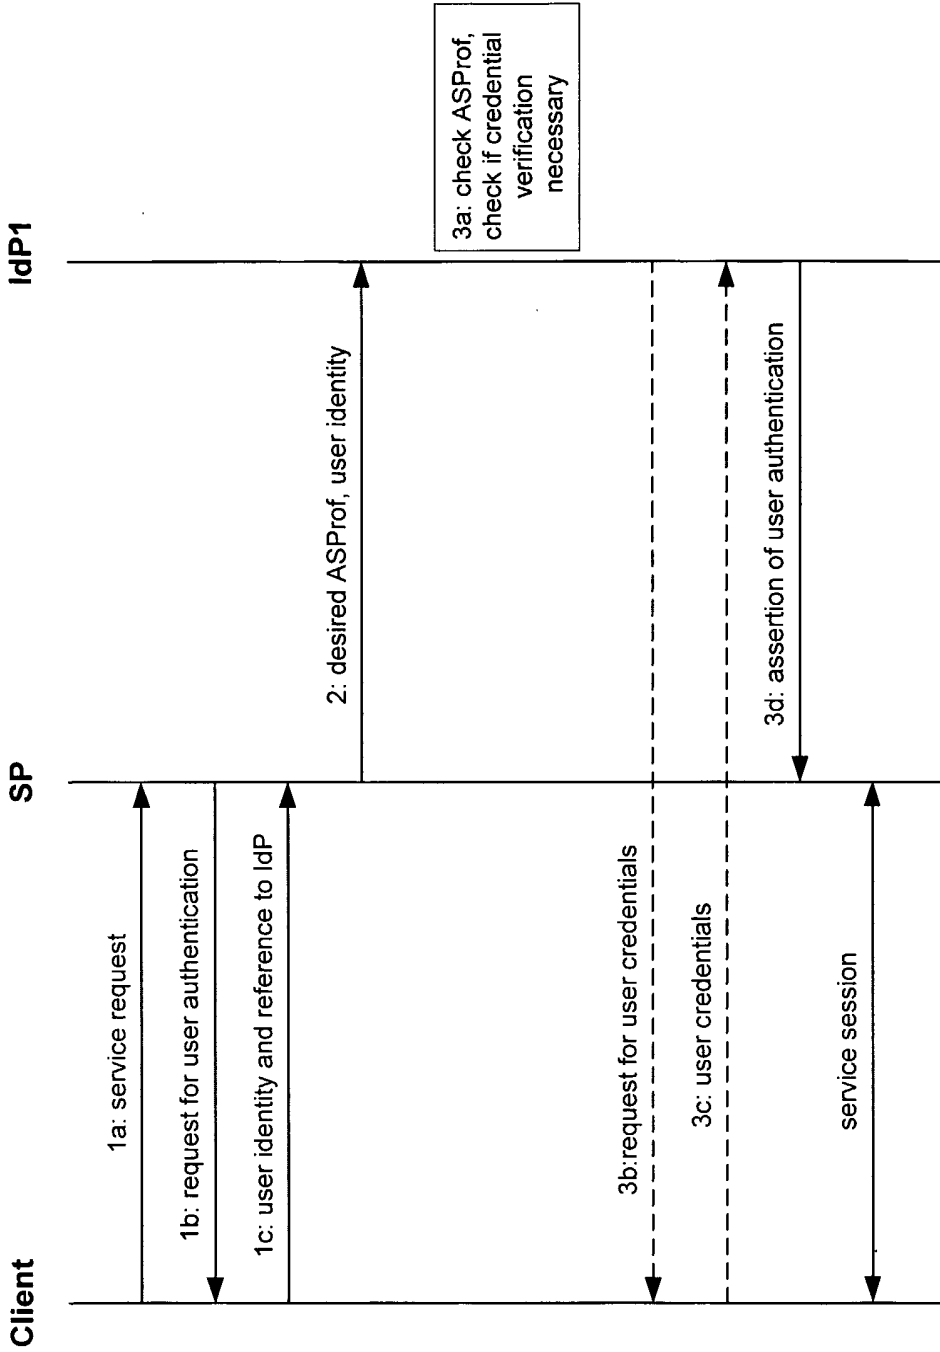 Client
SP
IdP1
1a: service request
1b: request for user authentication
1c: user identity and reference to IdP
2: desired ASProf, user identity
3a: check ASProf,
check if credential
verification
necessary
3b:request for user credentials
3c: user credentials
3d: assertion of user authentication
service session